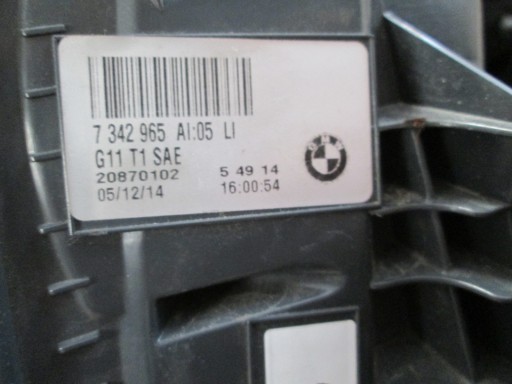 7 342 965 AI:05 LI
G11 T1 SAE
20870102 5 49 14
05/12/14 16:00:54
BMW